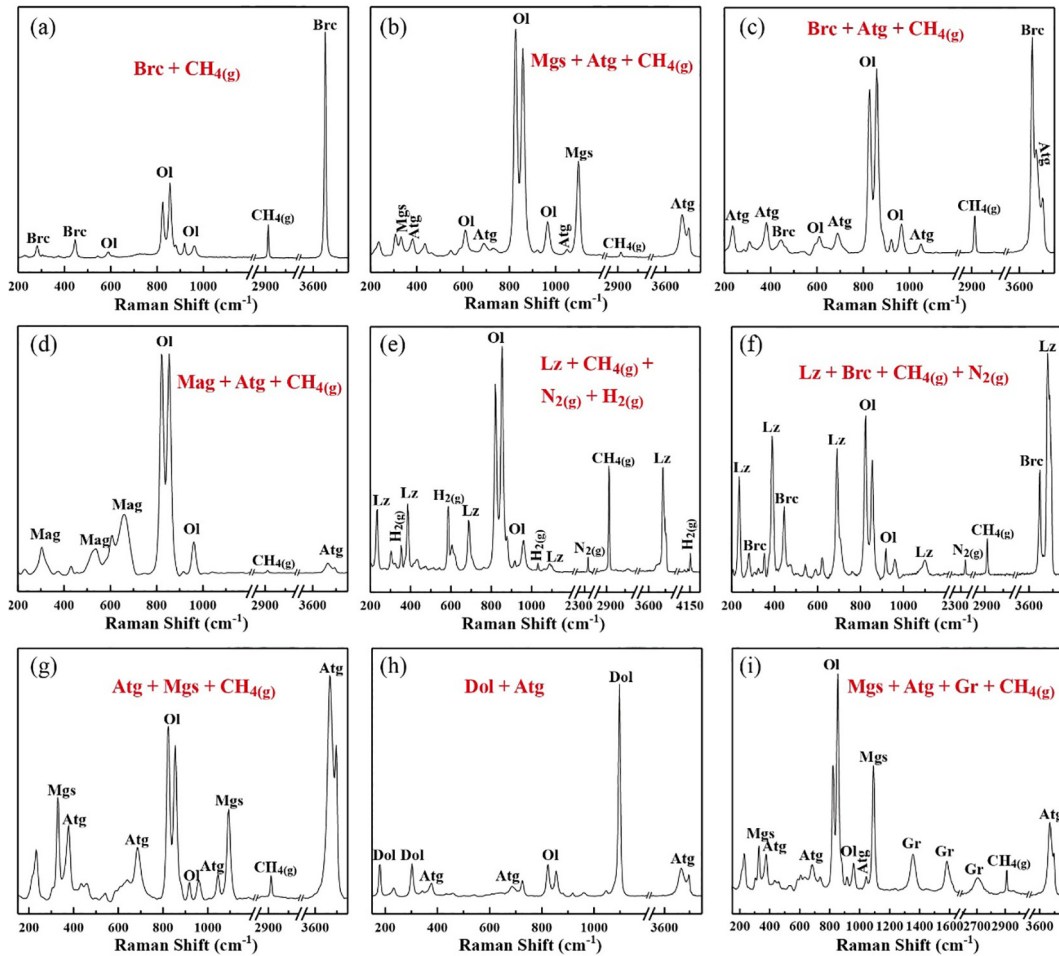 (a)
Brc + CH4(g)
Brc
Brc
Ol
Ol
Ol
CH4(g)
Brc
200 400 600 800 1000 2900 3600
Raman Shift (cm-1)
(b)
Mgs + Atg + CH4(g)
Mgs
Atg
Ol
Atg
Ol
Ol
Atg
Mgs
CH4(g)
Atg
200 400 600 800 1000 2900 3600
Raman Shift (cm-1)
(c)
Brc + Atg + CH4(g)
Atg
Atg
Brc
Ol
Atg
Ol
Ol
Atg
CH4(g)
Brc
Atg
200 400 600 800 1000 2900 3600
Raman Shift (cm-1)
(d)
Mag + Atg + CH4(g)
Mag
Mag
Mag
Ol
Ol
CH4(g)
Atg
200 400 600 800 1000 2900 3600
Raman Shift (cm-1)
(e)
Lz + CH4(g) +
N2(g) + H2(g)
Lz
H2(g)
Lz
H2(g)
Lz
Ol
Ol
H2(g)
Lz
N2(g)
CH4(g)
Lz
H2(g)
200 400 600 800 1000 2300 2900 3600 4150
Raman Shift (cm-1)
(f)
Lz + Brc + CH4(g) + N2(g)
Lz
Brc
Lz
Brc
Lz
Ol
Ol
Lz
N2(g)
CH4(g)
Brc
Lz
200 400 600 800 1000 2300 2900 3600
Raman Shift (cm-1)
(g)
Atg + Mgs + CH4(g)
Mgs
Atg
Atg
Ol
Ol
Atg
Mgs
CH4(g)
Atg
200 400 600 800 1000 2900 3600
Raman Shift (cm-1)
(h)
Dol + Atg
Dol
Dol
Atg
Atg
Ol
Dol
Atg
200 400 600 800 1000 3600
Raman Shift (cm-1)
(i)
Mgs + Atg + Gr + CH4(g)
Mgs
Atg
Atg
Ol
Ol
Atg
Mgs
Gr
Gr
Gr
CH4(g)
Atg
200 400 600 800 1000 1200 1400 1600 2700 2900 3600
Raman Shift (cm-1)